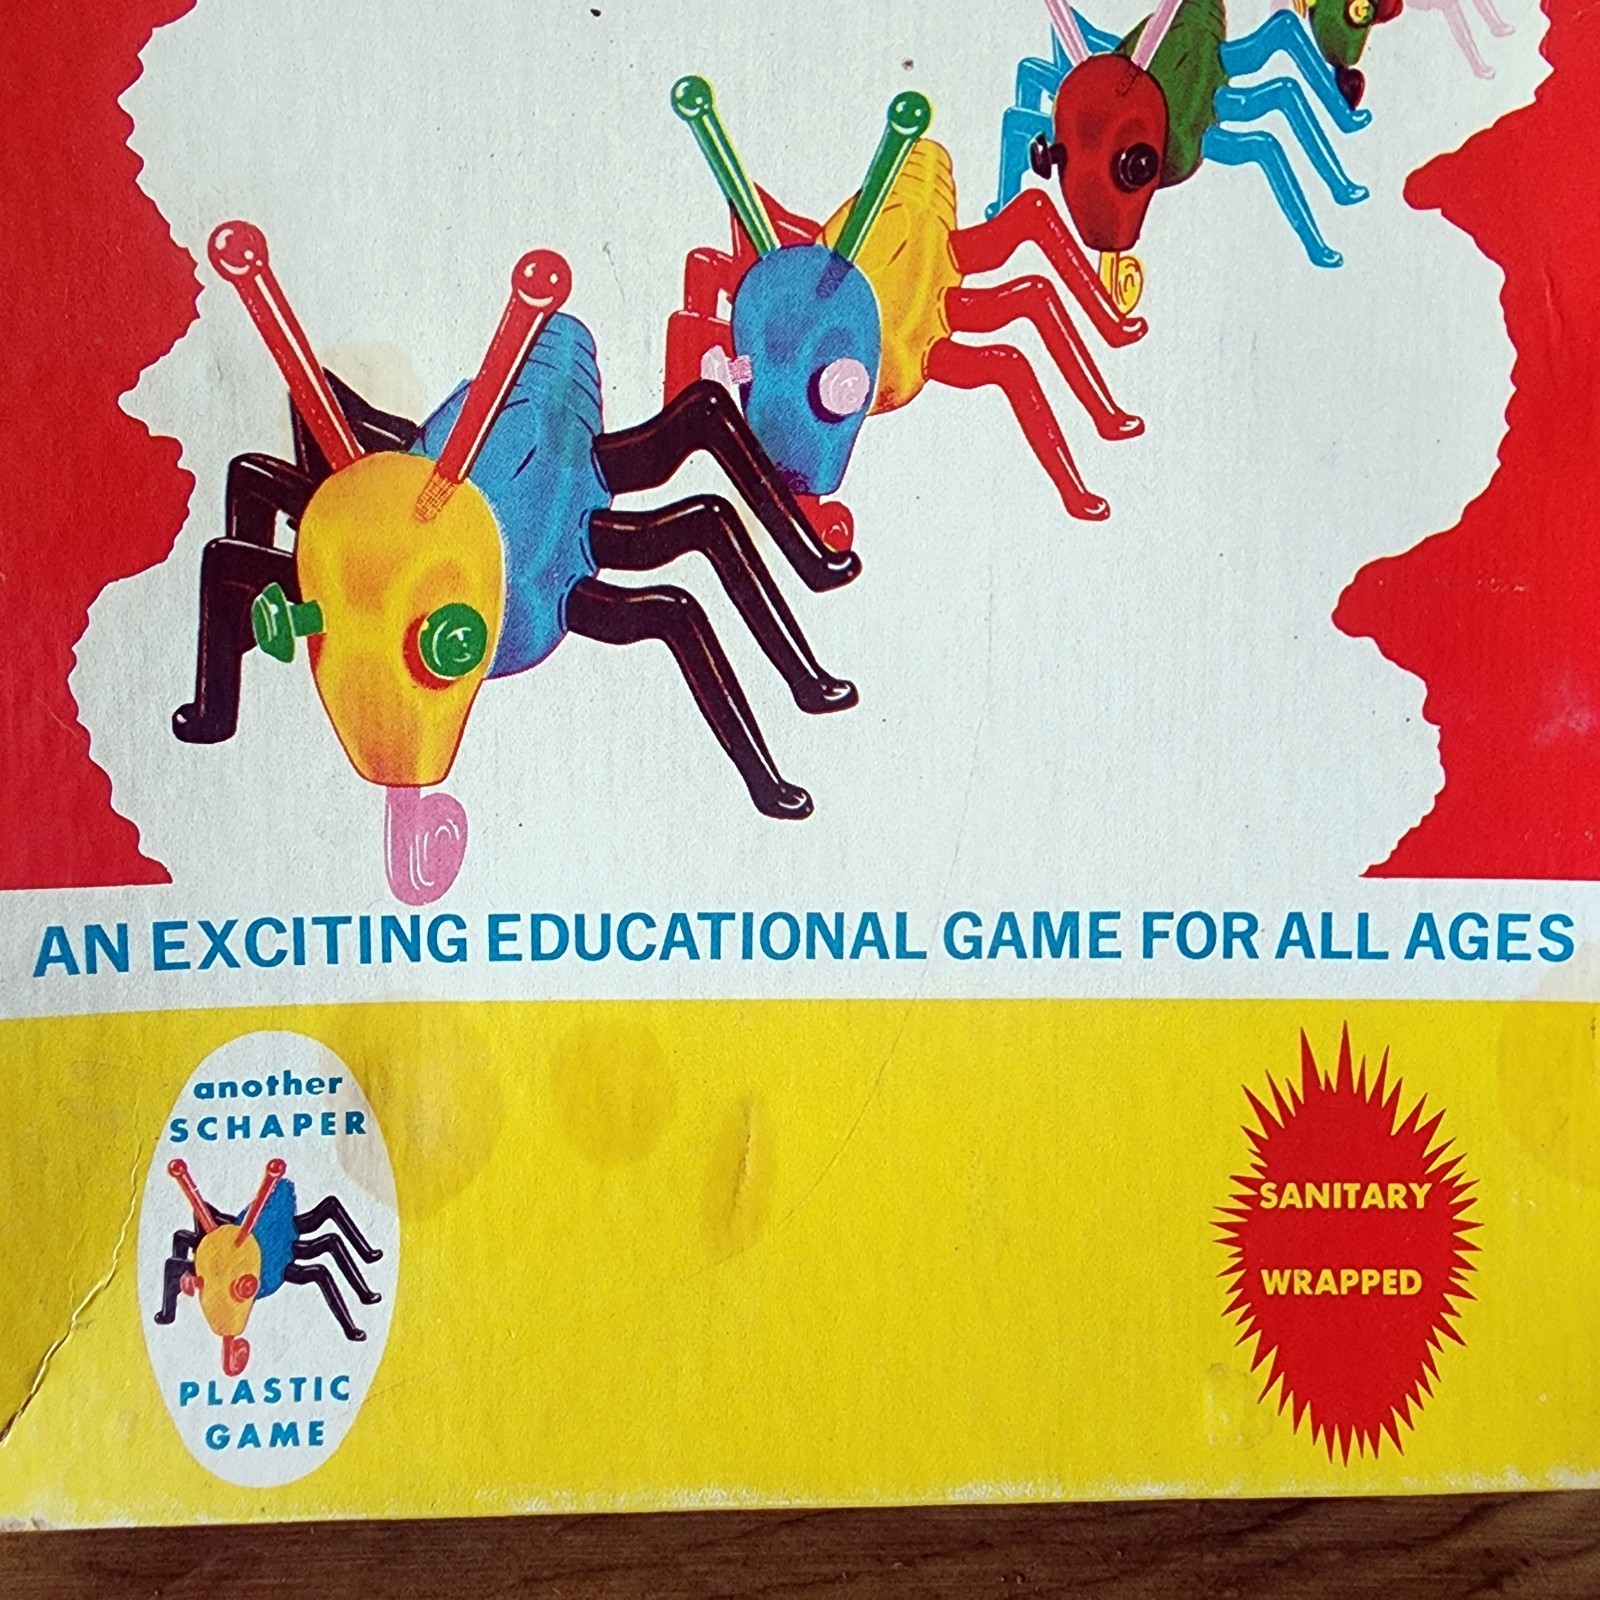 AN EXCITING EDUCATIONAL GAME FOR ALL AGES
another
SCHAPER
PLASTIC
GAME
SANITARY
WRAPPED